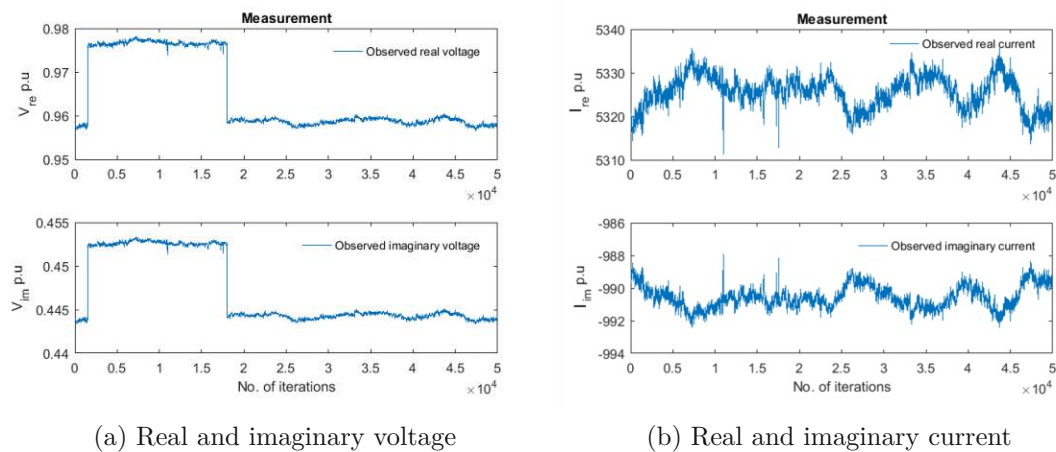 Measurement
0.98
0.97
0.96
0.95
V_re p.u
Observed real voltage
0 0.5 1 1.5 2 2.5 3 3.5 4 4.5 5
×10^4
0.455
0.45
0.445
0.44
V_im p.u
Observed imaginary voltage
0 0.5 1 1.5 2 2.5 3 3.5 4 4.5 5
No. of iterations
×10^4
(a) Real and imaginary voltage
Measurement
5340
5330
5320
5310
I_re p.u
Observed real current
0 0.5 1 1.5 2 2.5 3 3.5 4 4.5 5
×10^4
-986
-988
-990
-992
-994
I_im p.u
Observed imaginary current
0 0.5 1 1.5 2 2.5 3 3.5 4 4.5 5
No. of iterations
×10^4
(b) Real and imaginary current